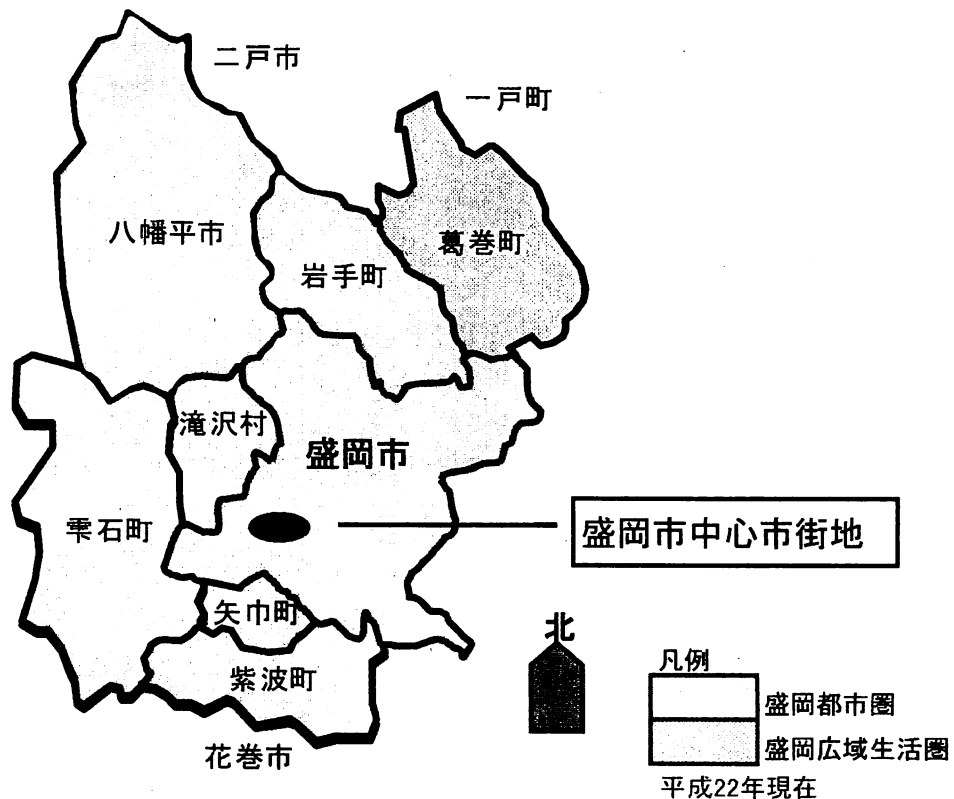 二戸市
一戸町
八幡平市
葛巻町
岩手町
滝沢村
盛岡市
雫石町
盛岡市中心市街地
矢巾町
北
紫波町
凡例
盛岡都市圏
花巻市
盛岡広域生活圏
平成22年現在